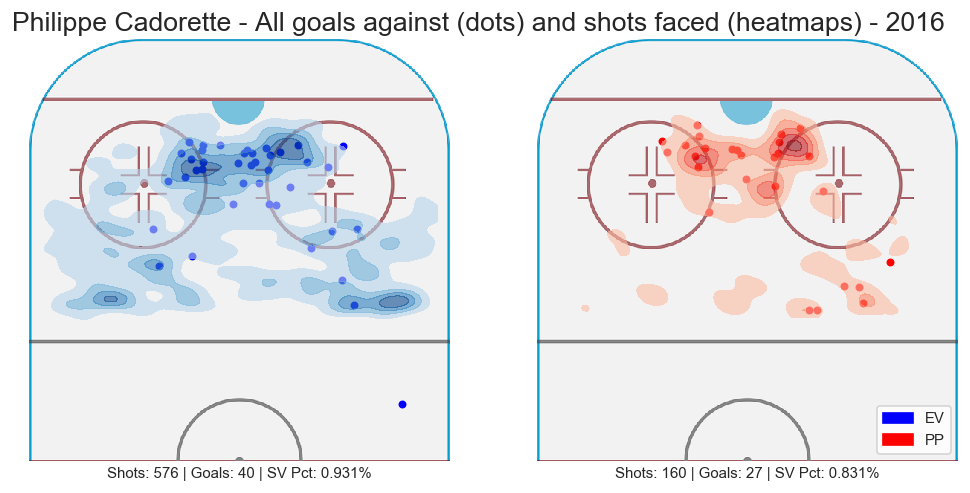 Philippe Cadorette - All goals against (dots) and shots faced (heatmaps) - 2016
EV
PP
Shots: 576 | Goals: 40 | SV Pct: 0.931%
Shots: 160 | Goals: 27 | SV Pct: 0.831%